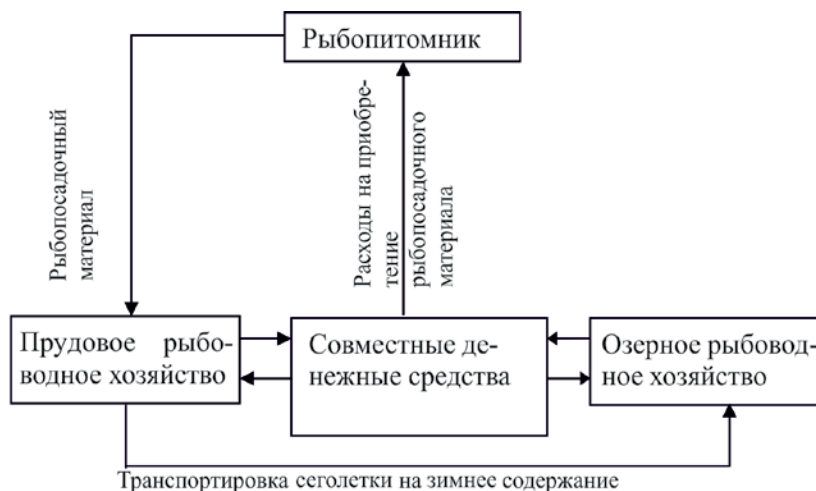 Рыбопитомник
Рыбопосадочный
материал
Расходы на приобре-
тение
рыбопосадочного
материала
Прудовое рыбо-
водное хозяйство
Совместные де-
нежные средства
Озерное рыбовод-
ное хозяйство
Транспортировка сеголетки на зимнее содержание